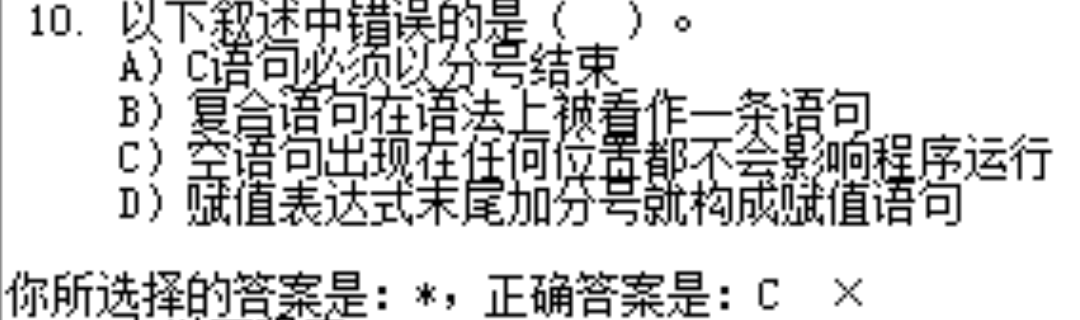 10. 以下叙述中错误的是（  ）。
A) C语句必须以分号结束
B) 复合语句在语法上被看作一条语句
C) 空语句出现在任何位置都不会影响程序运行
D) 赋值表达式末尾加分号就构成赋值语句
你所选择的答案是：*，正确答案是：C ×